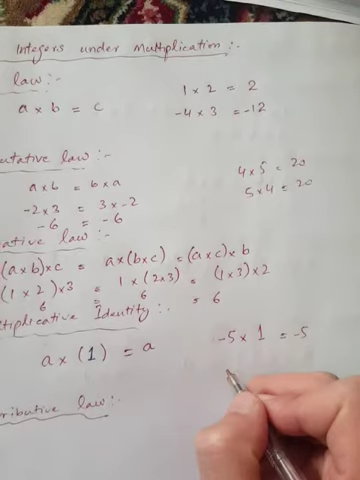 Integers under Multiplication :-
law :-
a × b = c
1 × 2 = 2
-4 × 3 = -12
utative law :-
a × b = b × a
-2 × 3 = 3 × -2
-6 = -6
4 × 5 = 20
5 × 4 = 20
ative law :-
(a×b)×c = a×(b×c) = (a×c)×b
(1 × 2)×3 = 1 × (2×3) = (1×3)×2
6 = 6 = 6
tiplicative Identity :-
a × (1) = a
-5 × 1 = -5
ributive law :-